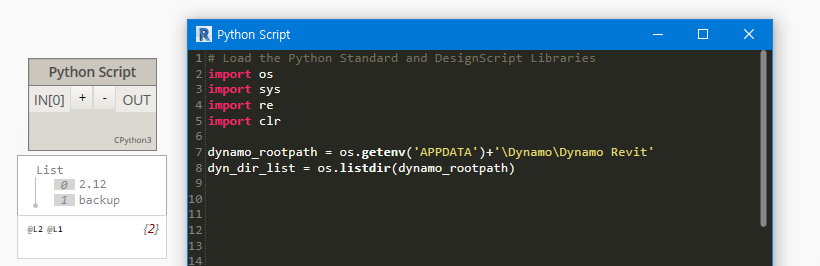 Python Script
IN[0] + - OUT
CPython3
List
0 2.12
1 backup
@L2 @L1 {2}
R Python Script
1 # Load the Python Standard and DesignScript Libraries
2 import os
3 import sys
4 import re
5 import clr
6
7 dynamo_rootpath = os.getenv('APPDATA')+'\Dynamo\Dynamo Revit'
8 dyn_dir_list = os.listdir(dynamo_rootpath)
9
10
11
12
13
14